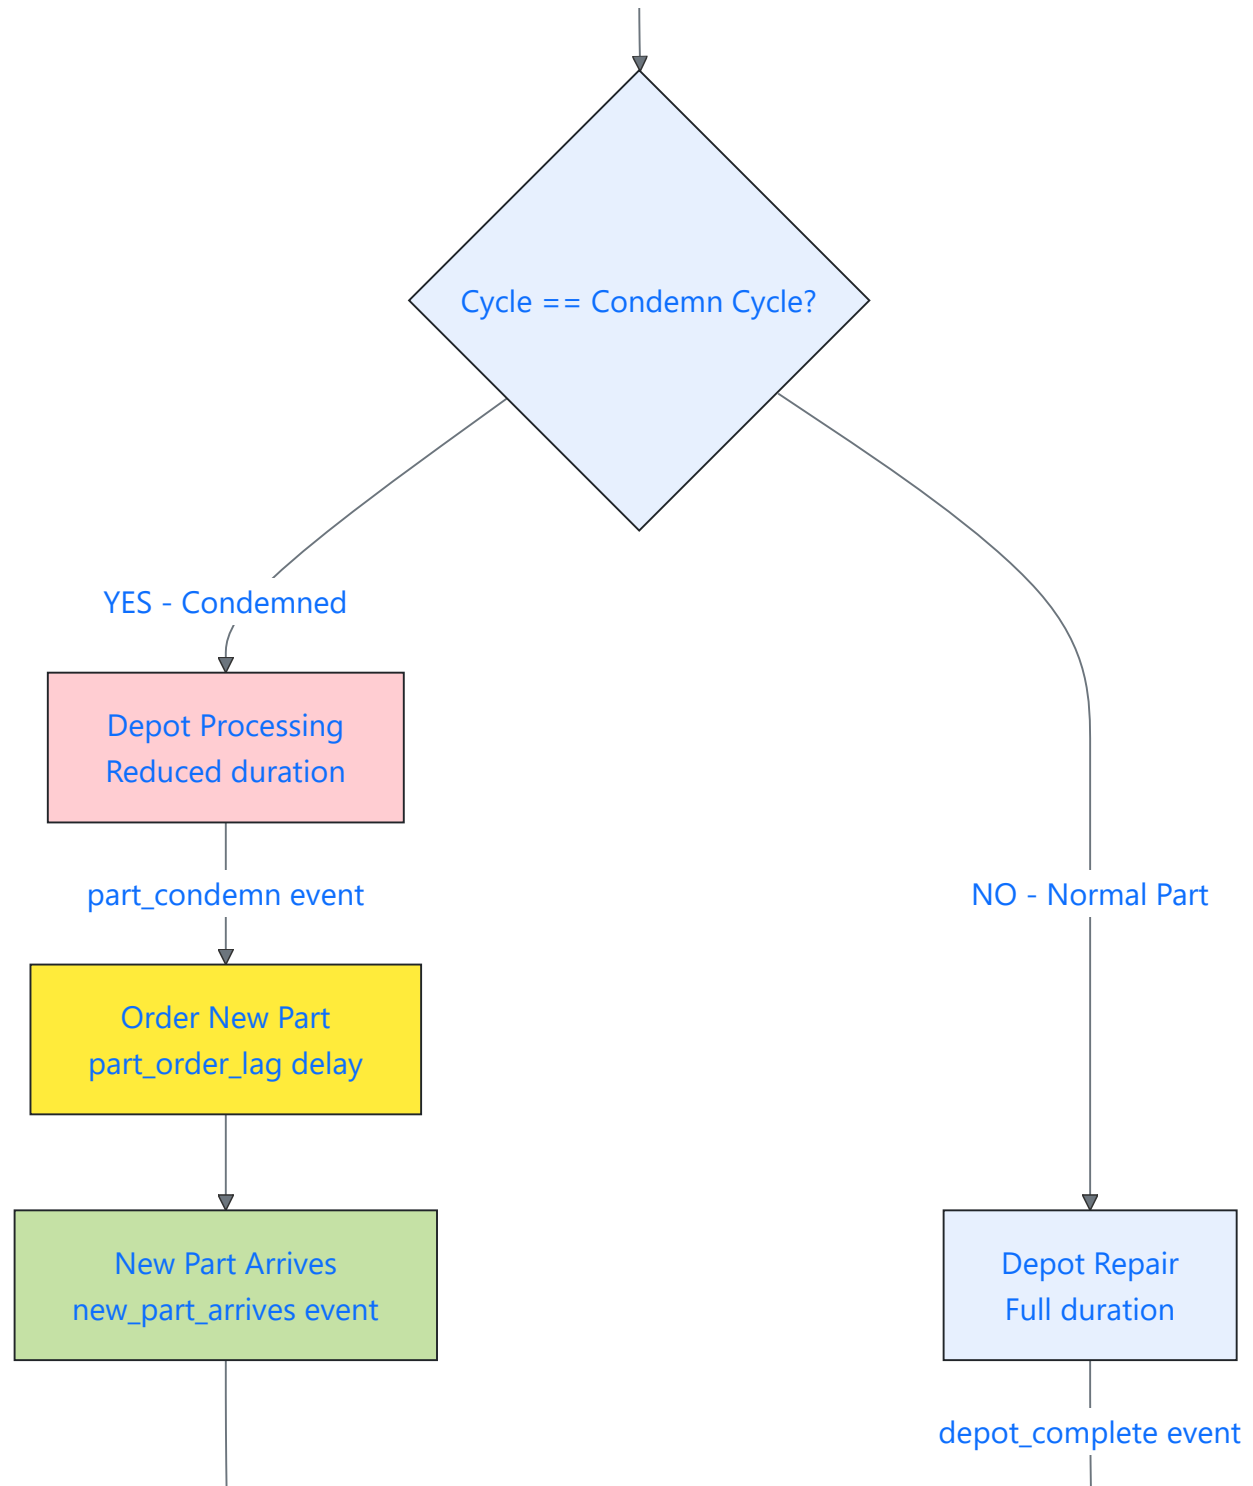 Cycle == Condemn Cycle?
YES - Condemned
Depot Processing
Reduced duration
part_condemn event
NO - Normal Part
Order New Part
part_order_lag delay
New Part Arrives
new_part_arrives event
Depot Repair
Full duration
depot_complete event